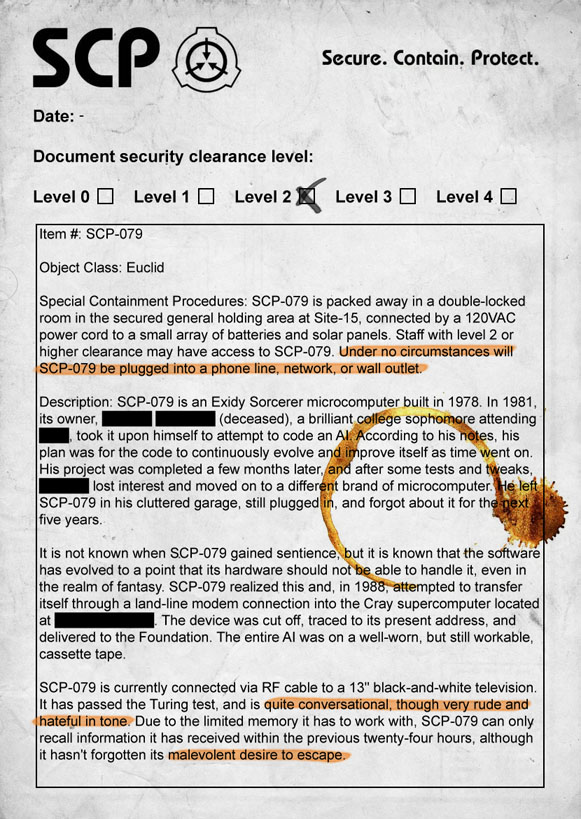 SCP
Secure. Contain. Protect.
Date: -
Document security clearance level:
Level 0 Level 1 Level 2 Level 3 Level 4
Item #: SCP-079
Object Class: Euclid
Special Containment Procedures: SCP-079 is packed away in a double-locked
room in the secured general holding area at Site-15, connected by a 120VAC
power cord to a small array of batteries and solar panels. Staff with level 2 or
higher clearance may have access to SCP-079. Under no circumstances will
SCP-079 be plugged into a phone line, network, or wall outlet.
Description: SCP-079 is an Exidy Sorcerer microcomputer built in 1978. In 1981,
its owner, (deceased), a brilliant college sophomore attending
, took it upon himself to attempt to code an AI. According to his notes, his
plan was for the code to continuously evolve and improve itself as time went on.
His project was completed a few months later, and after some tests and tweaks,
lost interest and moved on to a different brand of microcomputer. He left
SCP-079 in his cluttered garage, still plugged in, and forgot about it for the next
five years.
It is not known when SCP-079 gained sentience, but it is known that the software
has evolved to a point that its hardware should not be able to handle it, even in
the realm of fantasy. SCP-079 realized this and, in 1988, attempted to transfer
itself through a land-line modem connection into the Cray supercomputer located
at . The device was cut off, traced to its present address, and
delivered to the Foundation. The entire AI was on a well-worn, but still workable,
cassette tape.
SCP-079 is currently connected via RF cable to a 13" black-and-white television.
It has passed the Turing test, and is quite conversational, though very rude and
hateful in tone. Due to the limited memory it has to work with, SCP-079 can only
recall information it has received within the previous twenty-four hours, although
it hasn't forgotten its malevolent desire to escape.